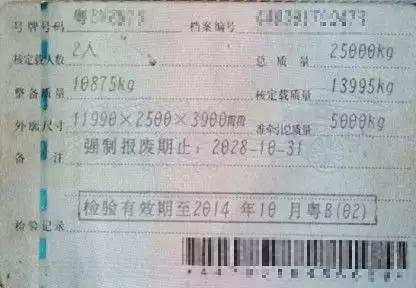 号牌号码 粤B 档案编号
核定载人数 2人 总质量 25000kg
整备质量 10875kg 核定载质量 13995kg
外廓尺寸 11990×2500×3900mm 准牵引总质量 5000kg
备注 强制报废期止：2028-10-31
检验有效期至2014年10月粤B(02)
检验记录